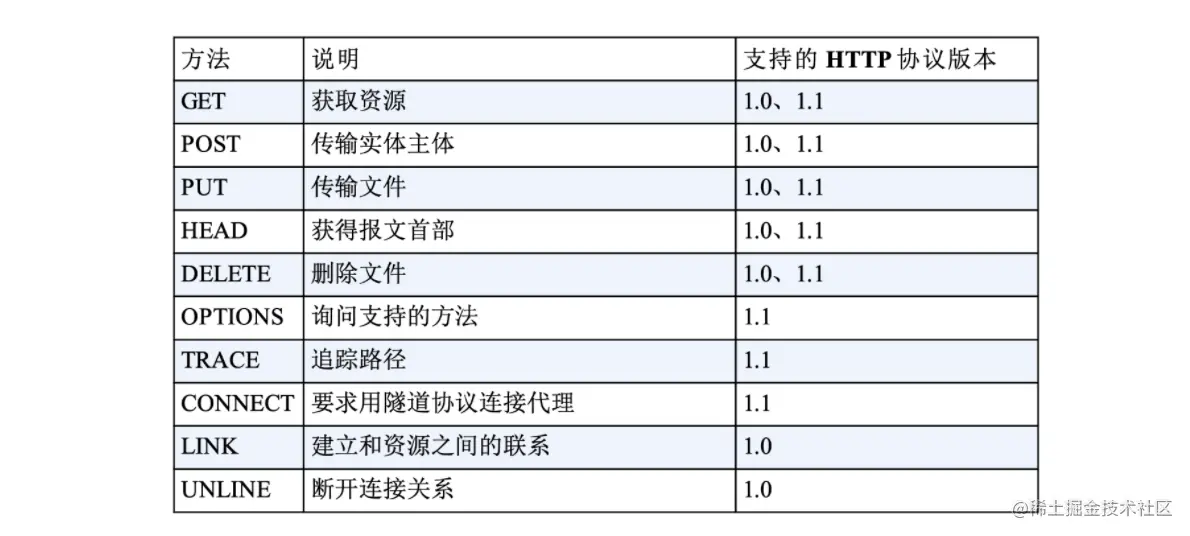 方法 说明 支持的 HTTP 协议版本
GET 获取资源 1.0、1.1
POST 传输实体主体 1.0、1.1
PUT 传输文件 1.0、1.1
HEAD 获得报文首部 1.0、1.1
DELETE 删除文件 1.0、1.1
OPTIONS 询问支持的方法 1.1
TRACE 追踪路径 1.1
CONNECT 要求用隧道协议连接代理 1.1
LINK 建立和资源之间的联系 1.0
UNLINE 断开连接关系 1.0
@稀土掘金技术社区